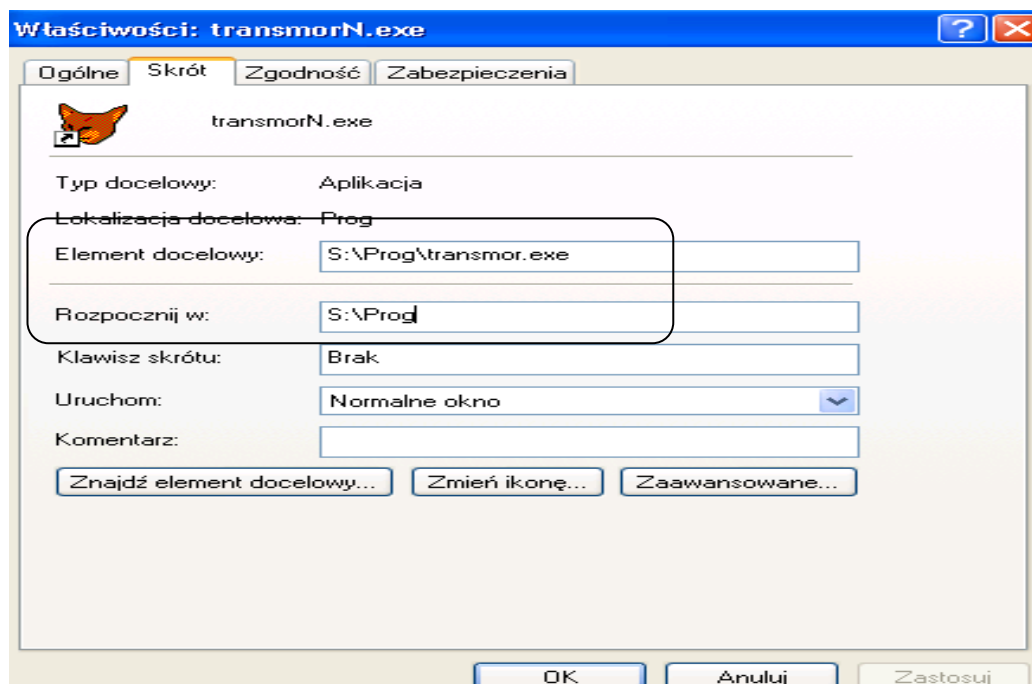 Właściwości: transmorN.exe
Ogólne Skrót Zgodność Zabezpieczenia
transmorN.exe
Typ docelowy: Aplikacja
Lokalizacja docelowa: Prog
Element docelowy: S:\Prog\transmor.exe
Rozpocznij w: S:\Prog
Klawisz skrótu: Brak
Uruchom: Normalne okno
Komentarz:
Znajdź element docelowy... Zmień ikonę... Zaawansowane...
OK Anuluj Zastosuj